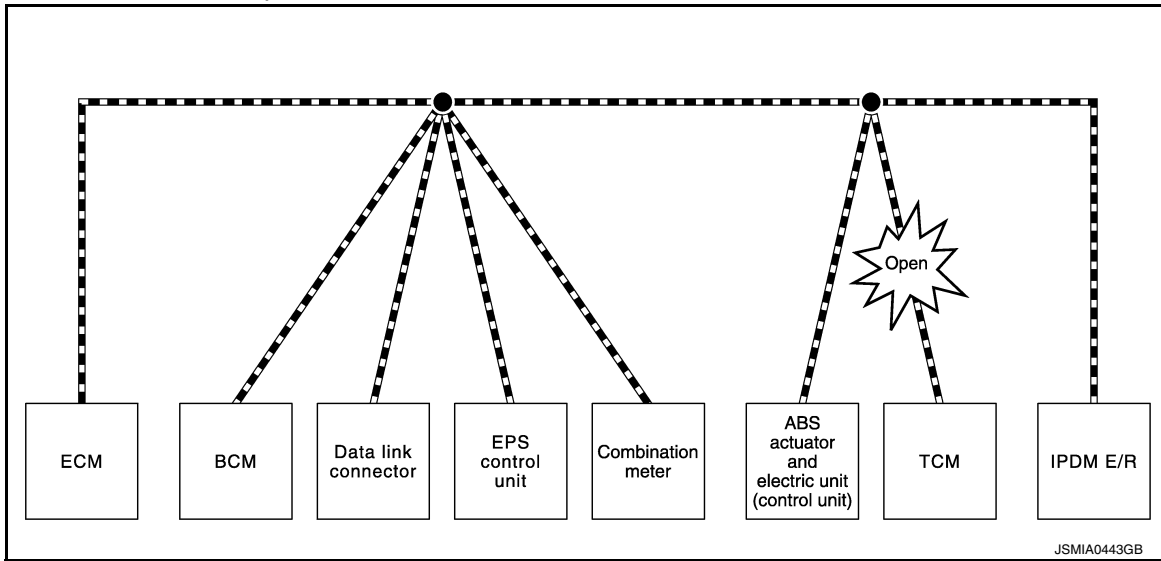 Open
ECM
BCM
Data link
connector
EPS
control
unit
Combination
meter
ABS
actuator
and
electric unit
(control unit)
TCM
IPDM E/R
JSMIA0443GB